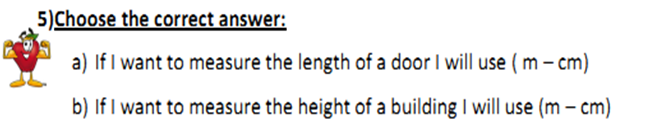 5)Choose the correct answer:
a) If I want to measure the length of a door I will use ( m – cm)
b) If I want to measure the height of a building I will use (m – cm)